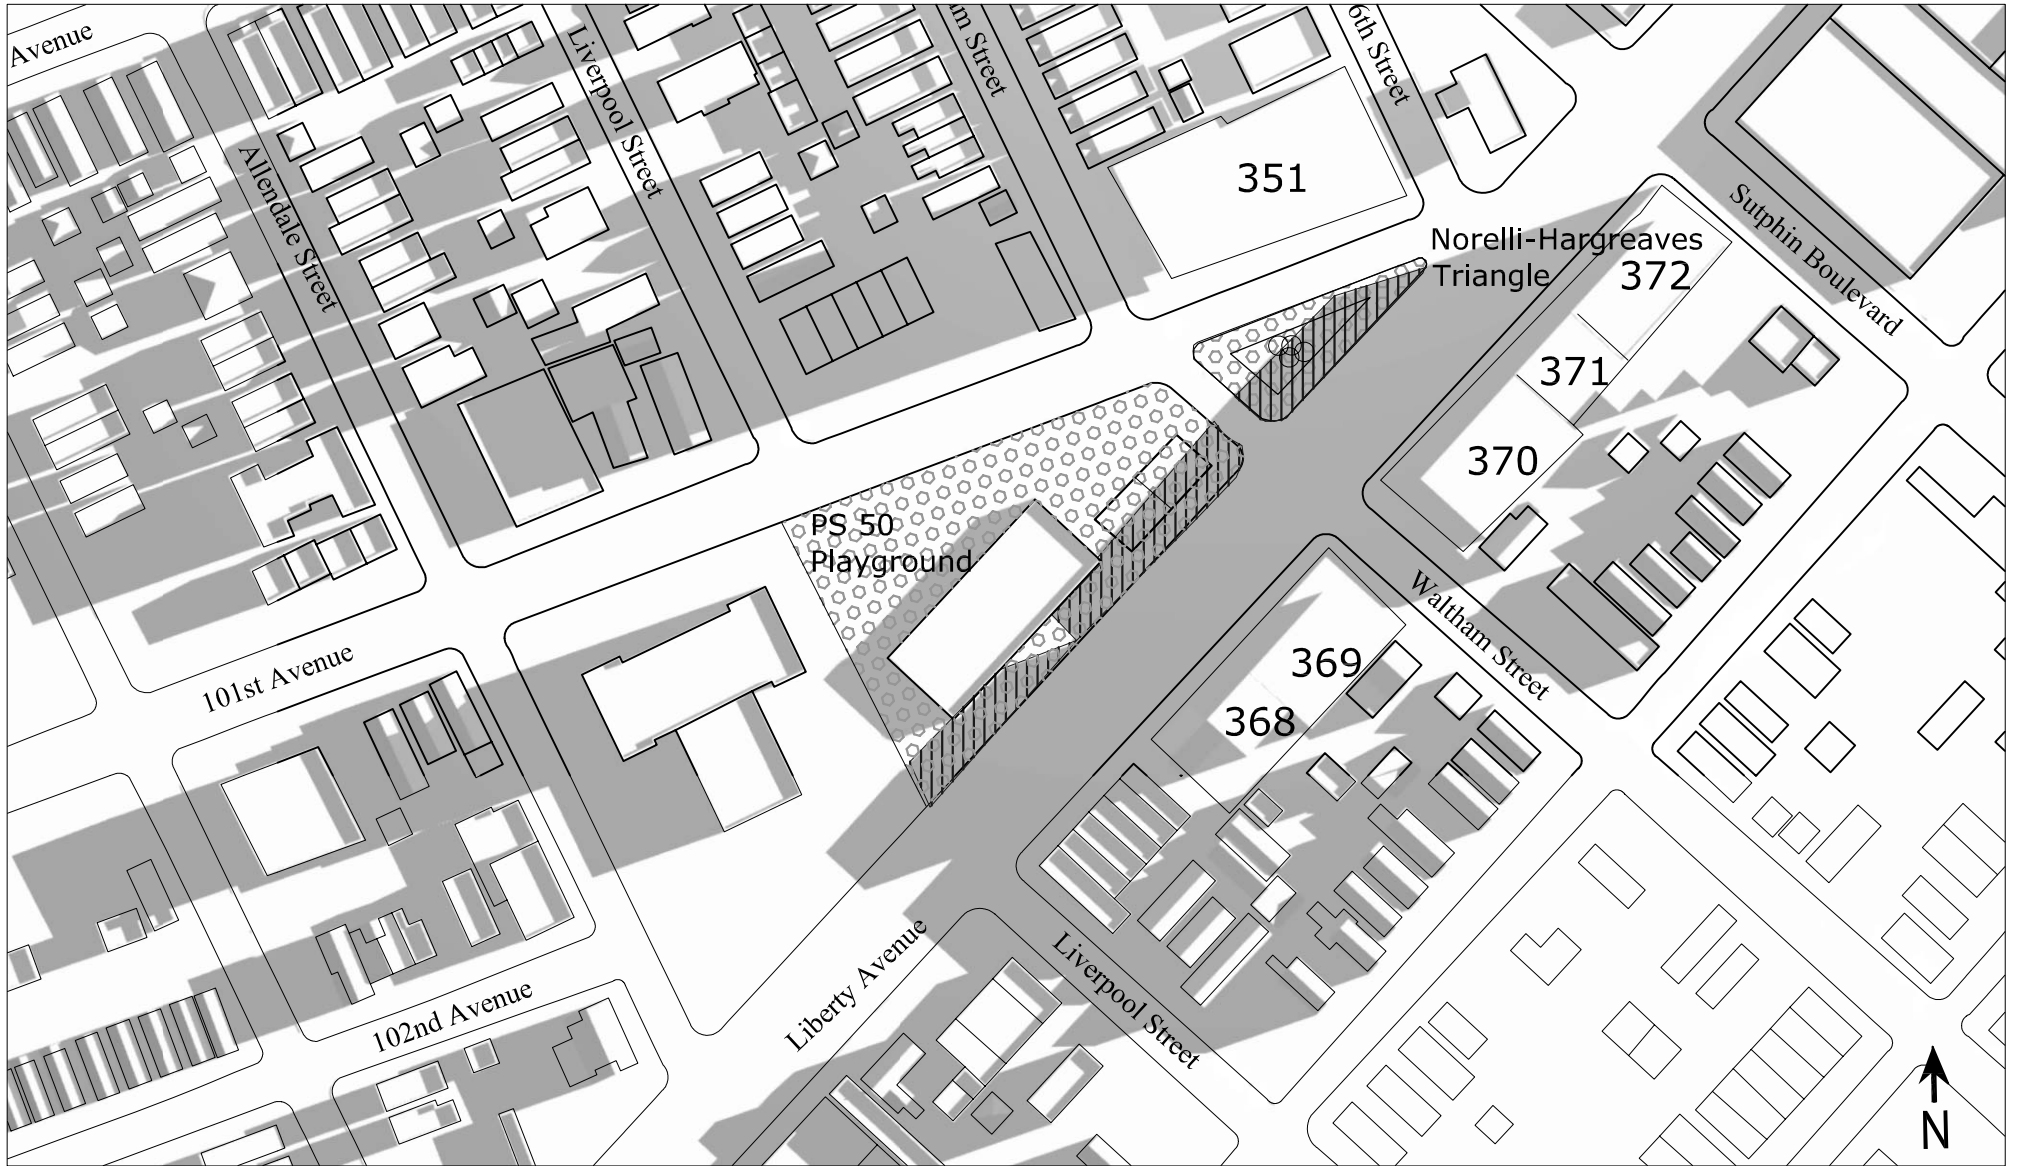 Avenue
Liverpool Street
Street
Street
351
Allendale Street
Sutphin Boulevard
Norelli-Hargreaves
Triangle
372
371
370
PS 50
Playground
Waltham Street
369
368
101st Avenue
Liberty Avenue
Liverpool Street
102nd Avenue
N